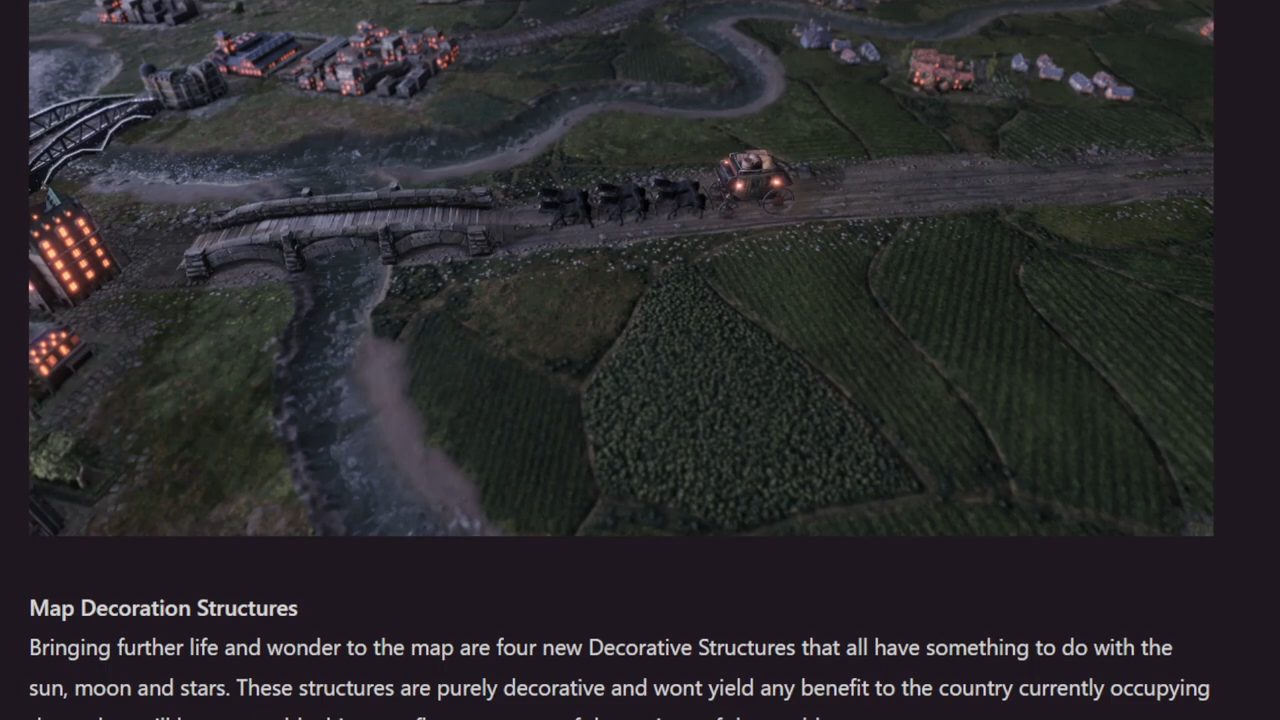 Map Decoration Structures
Bringing further life and wonder to the map are four new Decorative Structures that all have something to do with the
sun, moon and stars. These structures are purely decorative and wont yield any benefit to the country currently occupying